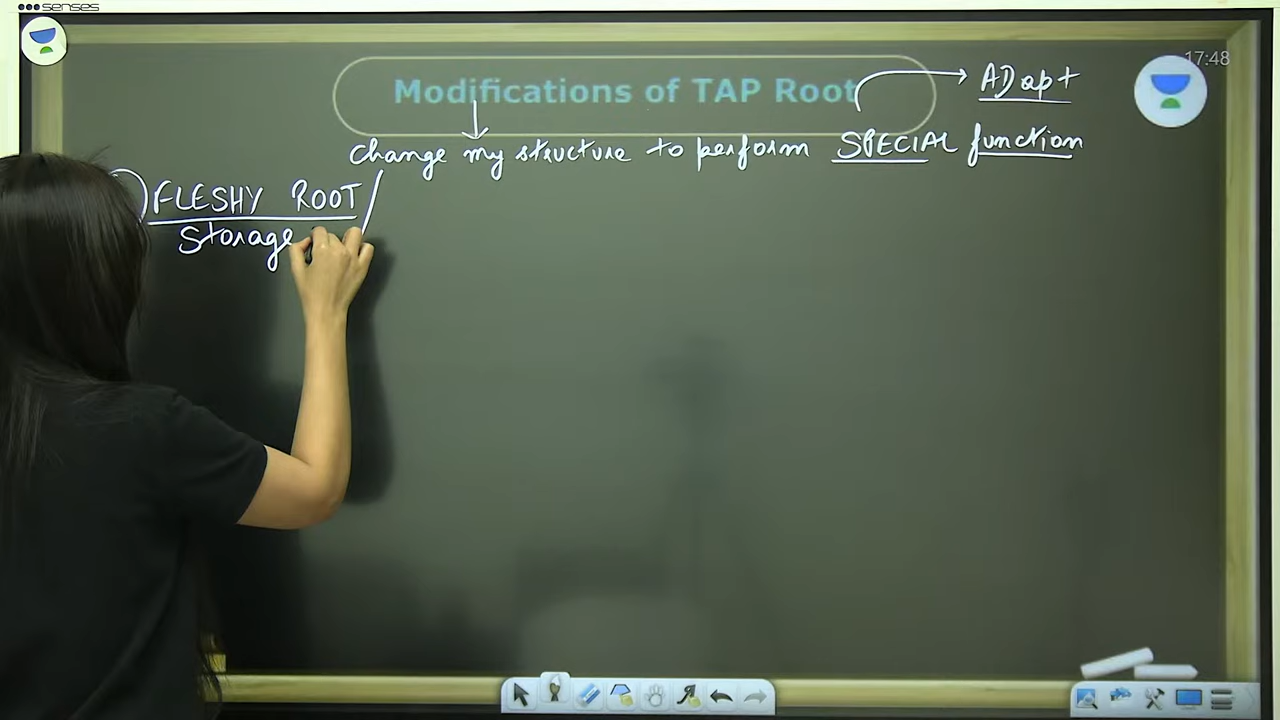 senses
17:48
Modifications of TAP Root
ADapt
change my structure to perform SPECIAL function
FLESHY ROOT/
Storage